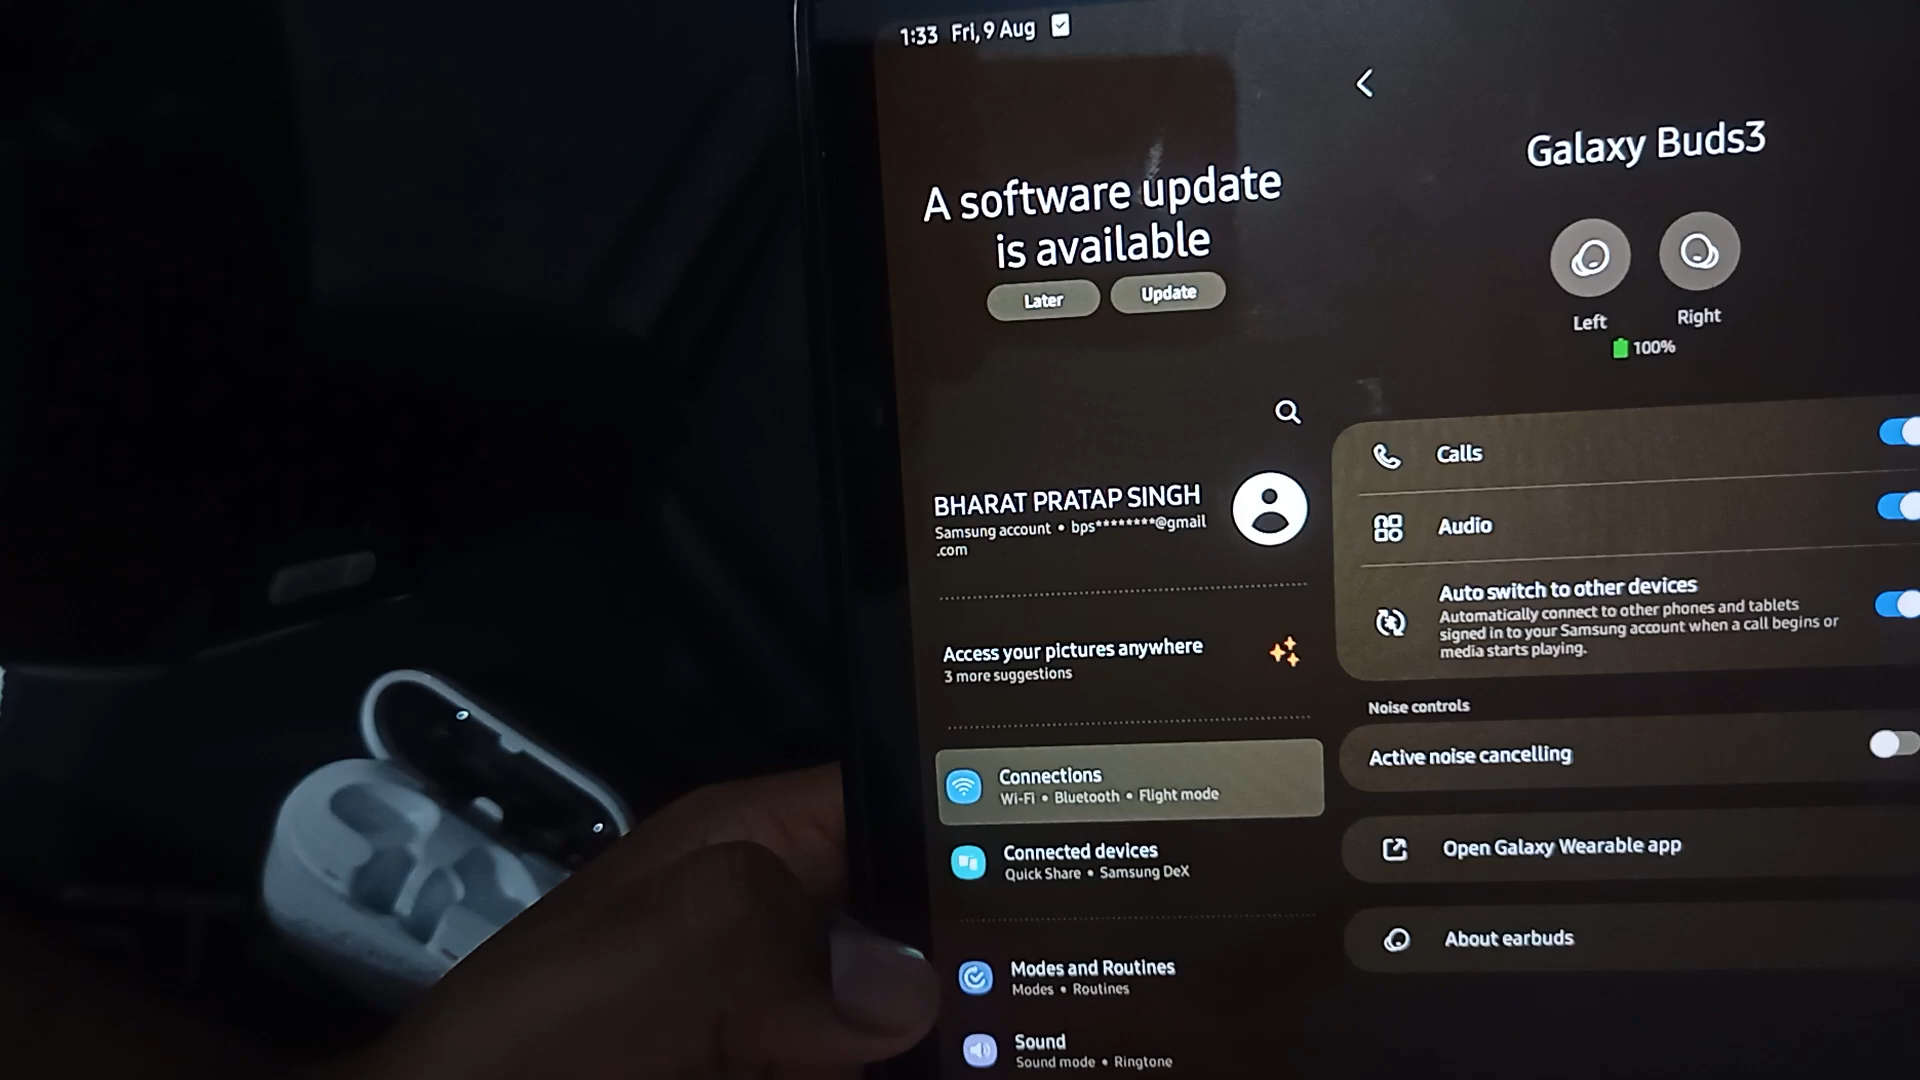 1:33 Fri, 9 Aug
A software update
is available
Later
Update
BHARAT PRATAP SINGH
Samsung account • bps********@gmail
.com
Access your pictures anywhere
3 more suggestions
Connections
Wi-Fi • Bluetooth • Flight mode
Connected devices
Quick Share • Samsung DeX
Modes and Routines
Modes • Routines
Sound
Sound mode • Ringtone
Galaxy Buds3
Left
Right
100%
Calls
Audio
Auto switch to other devices
Automatically connect to other phones and tablets
signed in to your Samsung account when a call begins or
media starts playing.
Noise controls
Active noise cancelling
Open Galaxy Wearable app
About earbuds